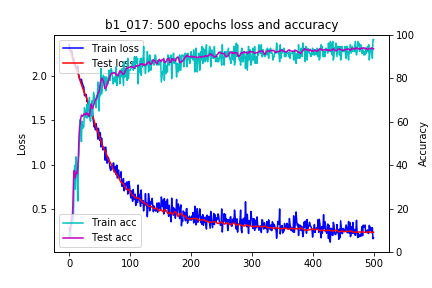 b1_017: 500 epochs loss and accuracy
Train loss
Test loss
Train acc
Test acc
Loss
2.0
1.5
1.0
0.5
Accuracy
100
80
60
40
20
0
0
100
200
300
400
500